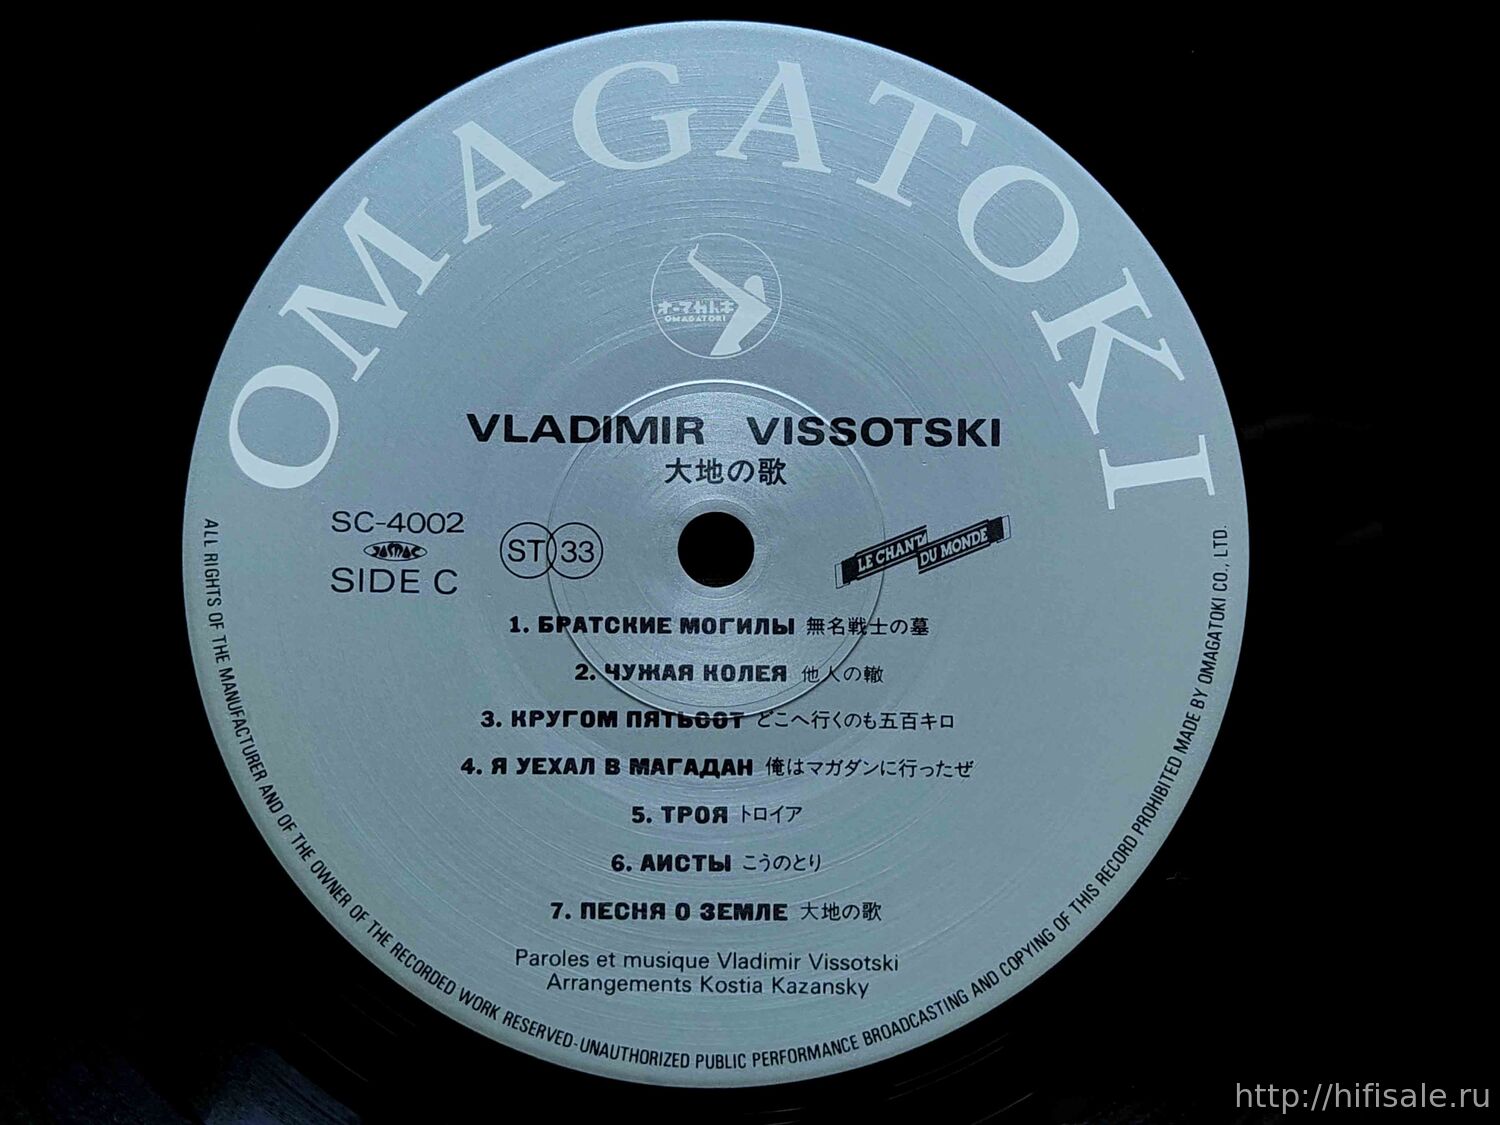 OMAGATOKI
オーマガトキ
OMAGATOKI
VLADIMIR VISSOTSKI
大地の歌
SC-4002
JASRAC
SIDE C
ST 33
LE CHANT
DU MONDE
1. БРАТСКИЕ МОГИЛЫ 無名戦士の墓
2. ЧУЖАЯ КОЛЕЯ 他人の轍
3. КРУГОМ ПЯТЬСОТ どこへ行くのも五百キロ
4. Я УЕХАЛ В МАГАДАН 俺はマガダンに行ったぜ
5. ТРОЯ トロイア
6. АИСТЫ こうのとり
7. ПЕСНЯ О ЗЕМЛЕ 大地の歌
Paroles et musique Vladimir Vissotski
Arrangements Kostia Kazansky
ALL RIGHTS OF THE MANUFACTURER AND OF THE OWNER OF THE RECORDED WORK RESERVED-UNAUTHORIZED PUBLIC PERFORMANCE BROADCASTING AND COPYING OF THIS RECORD PROHIBITED MADE BY OMAGATOKI CO., LTD.
http://hifisale.ru